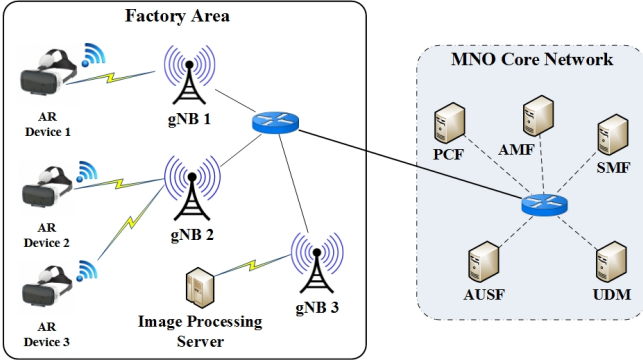 Factory Area
AR
Device 1
gNB 1
AR
Device 2
gNB 2
AR
Device 3
Image Processing
Server
gNB 3
MNO Core Network
PCF
AMF
SMF
AUSF
UDM